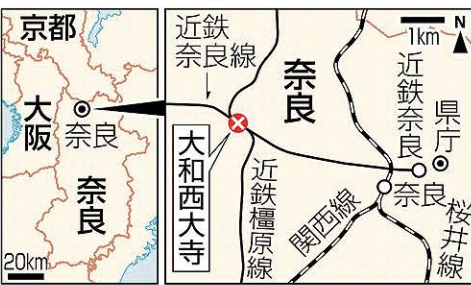 京都
大阪
奈良
奈良
20km
近鉄
奈良線
奈良
1km
N
近鉄奈良
県庁
大和西大寺
近鉄橿原線
関西線
奈良
桜井線